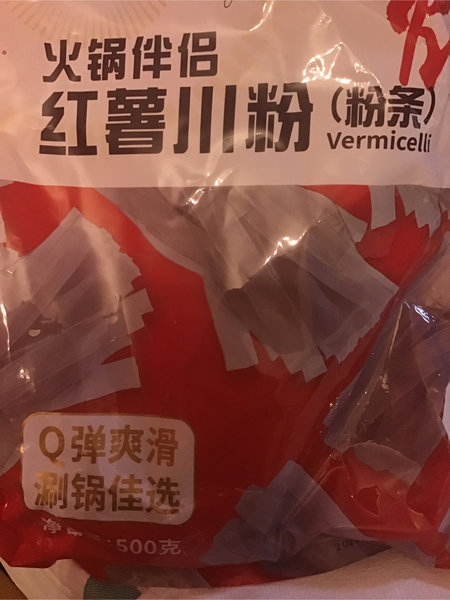 火锅伴侣
红薯川粉
（粉条）
Vermicelli
Q弹爽滑
涮锅佳选
500克